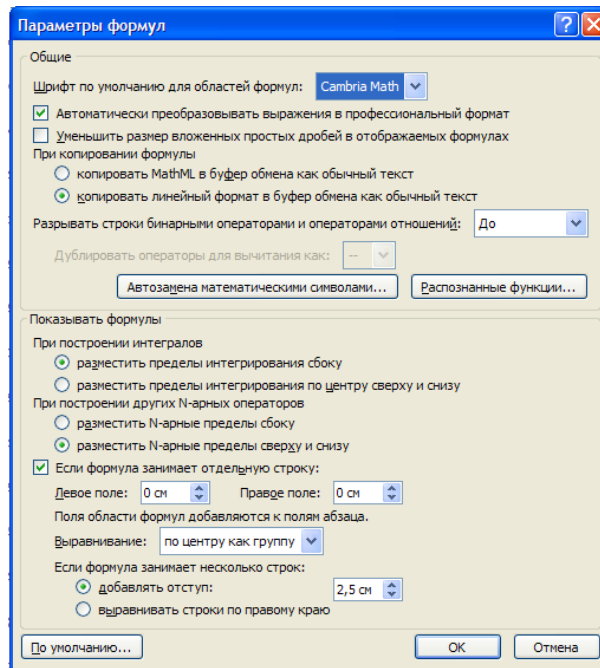 Параметры формул
Общие
Шрифт по умолчанию для областей формул: Cambria Math
Автоматически преобразовывать выражения в профессиональный формат
Уменьшить размер вложенных простых дробей в отображаемых формулах
При копировании формулы
копировать MathML в буфер обмена как обычный текст
копировать линейный формат в буфер обмена как обычный текст
Разрывать строки бинарными операторами и операторами отношений: До
Дублировать операторы для вычитания как: --
Автозамена математическими символами... Распознанные функции...
Показывать формулы
При построении интегралов
разместить пределы интегрирования сбоку
разместить пределы интегрирования по центру сверху и снизу
При построении других N-арных операторов
разместить N-арные пределы сбоку
разместить N-арные пределы сверху и снизу
Если формула занимает отдельную строку:
Левое поле: 0 см Правое поле: 0 см
Поля области формул добавляются к полям абзаца.
Выравнивание: по центру как группу
Если формула занимает несколько строк:
добавлять отступ: 2,5 см
выравнивать строки по правому краю
По умолчанию... OK Отмена